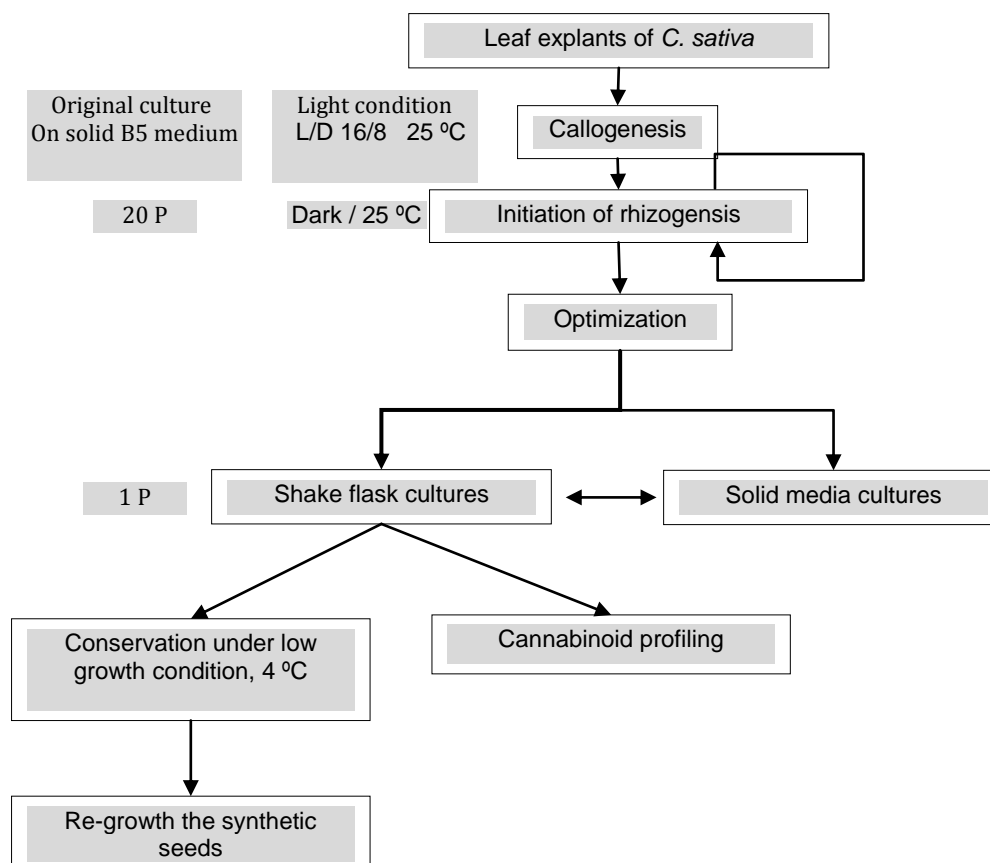 Leaf explants of C. sativa
Original culture
On solid B5 medium
Light condition
L/D 16/8 25 ºC
Callogenesis
20 P
Dark / 25 ºC
Initiation of rhizogensis
Optimization
1 P
Shake flask cultures
Solid media cultures
Conservation under low
growth condition, 4 ºC
Cannabinoid profiling
Re-growth the synthetic
seeds